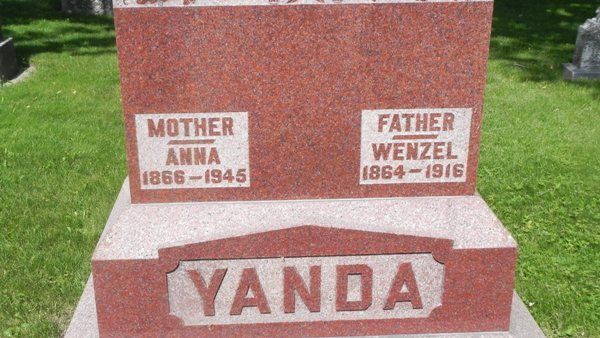 MOTHER
ANNA
1866-1945
FATHER
WENZEL
1864-1916
YANDA